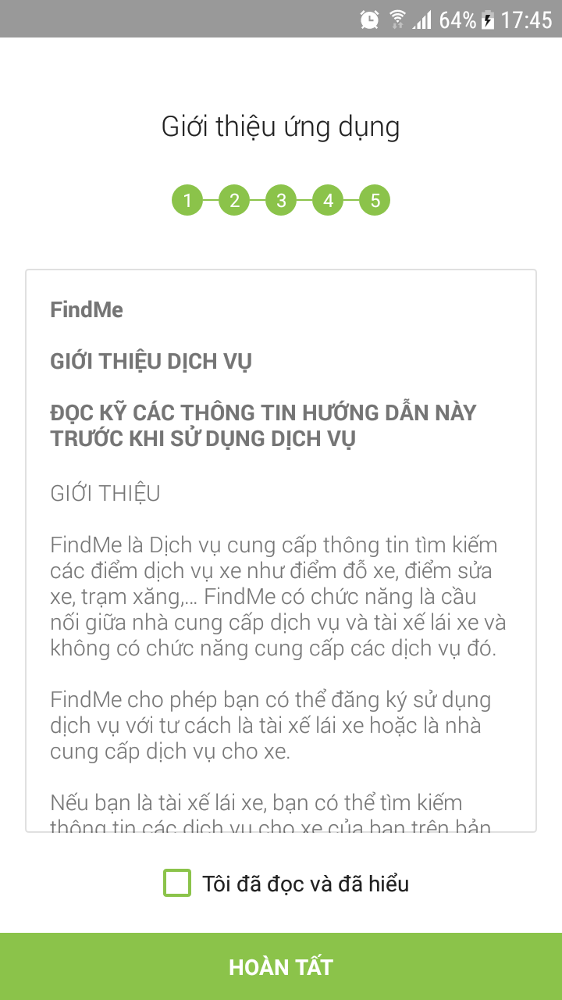 64% 17:45
Giới thiệu ứng dụng
1 2 3 4 5
FindMe
GIỚI THIỆU DỊCH VỤ
ĐỌC KỸ CÁC THÔNG TIN HƯỚNG DẪN NÀY
TRƯỚC KHI SỬ DỤNG DỊCH VỤ
GIỚI THIỆU
FindMe là Dịch vụ cung cấp thông tin tìm kiếm
các điểm dịch vụ xe như điểm đỗ xe, điểm sửa
xe, trạm xăng,... FindMe có chức năng là cầu
nối giữa nhà cung cấp dịch vụ và tài xế lái xe và
không có chức năng cung cấp các dịch vụ đó.
FindMe cho phép bạn có thể đăng ký sử dụng
dịch vụ với tư cách là tài xế lái xe hoặc là nhà
cung cấp dịch vụ cho xe.
Nếu bạn là tài xế lái xe, bạn có thể tìm kiếm
thông tin các dịch vụ cho xe của bạn trên bản
Tôi đã đọc và đã hiểu
HOÀN TẤT